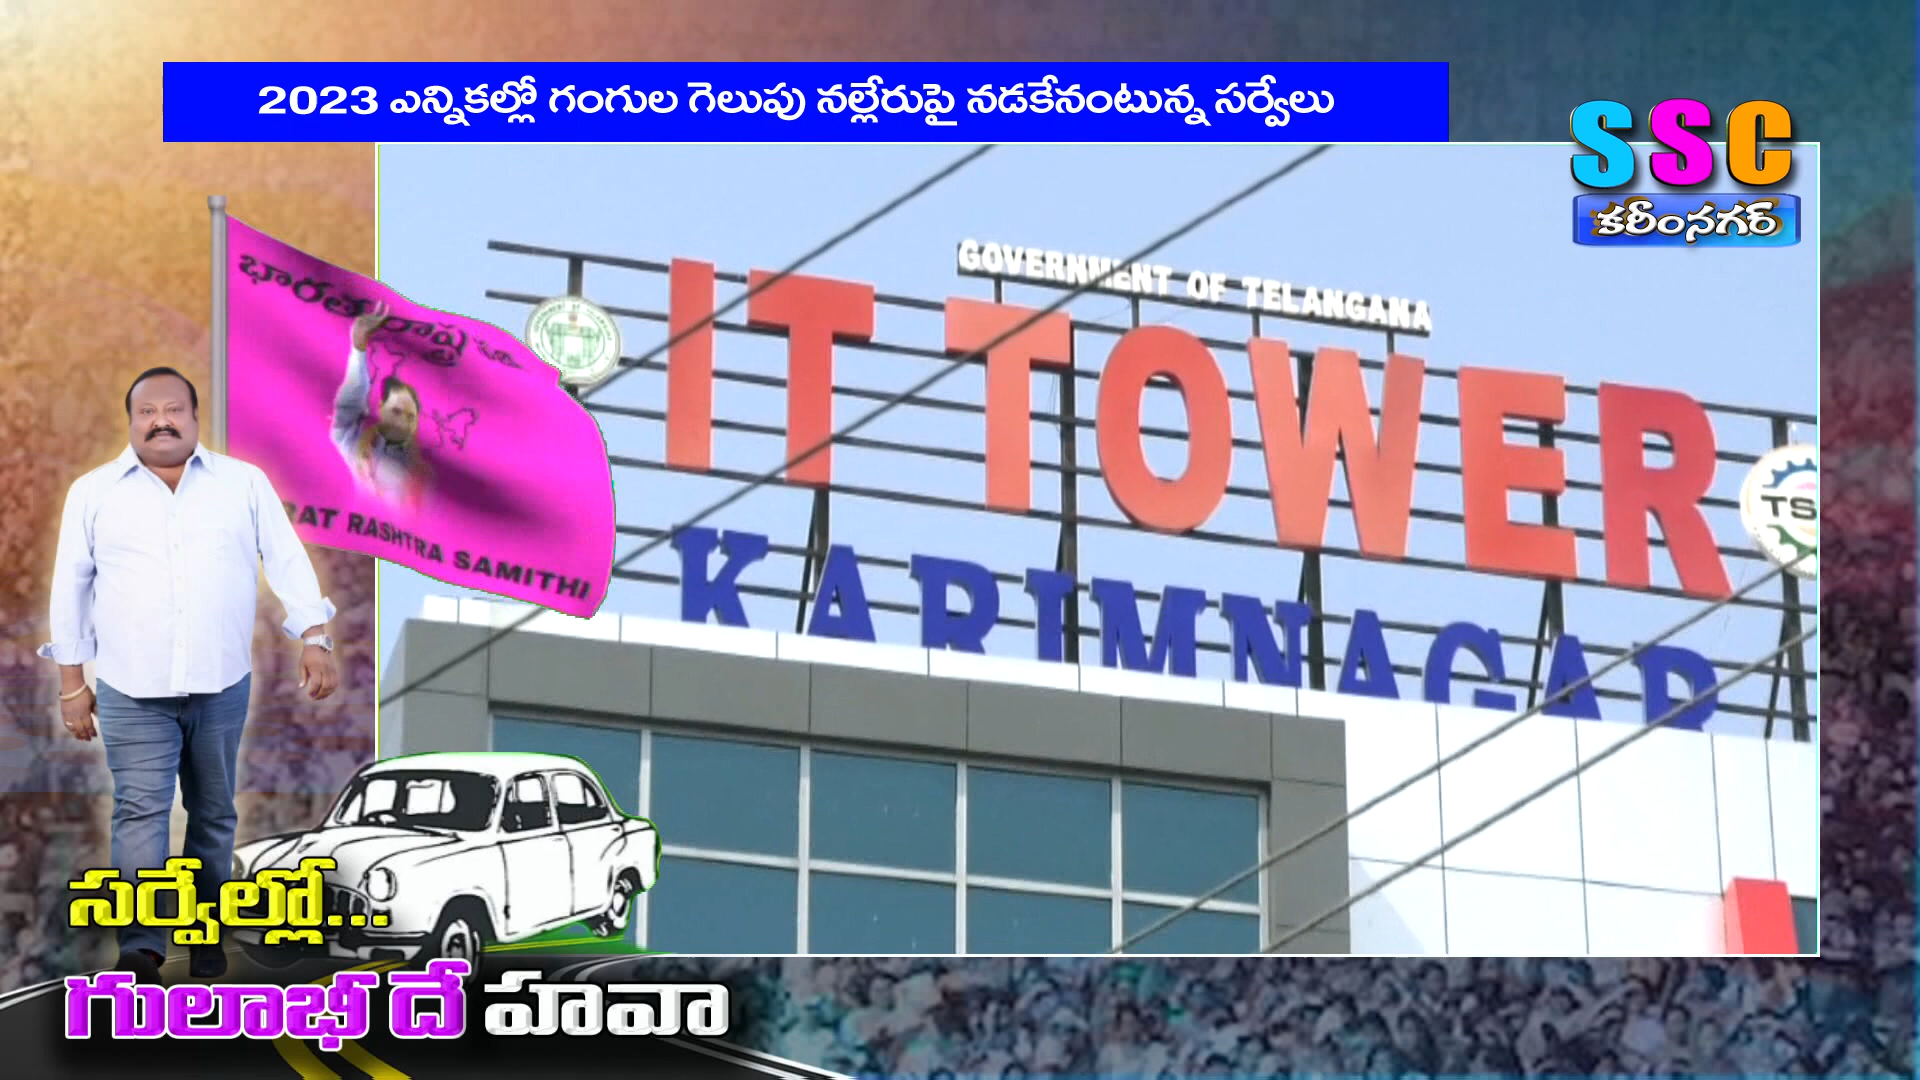 2023 ఎన్నికల్లో గంగుల గెలుపు నల్లేరుపై నడకేనంటున్న సర్వేలు
SSC
కరీంనగర్
GOVERNMENT OF TELANGANA
IT TOWER
KARIMNAGAR
TS
భారత రాష్ట్ర
RAT RASHTRA SAMITHI
సర్వేల్లో...
గులాభీ దే హవా